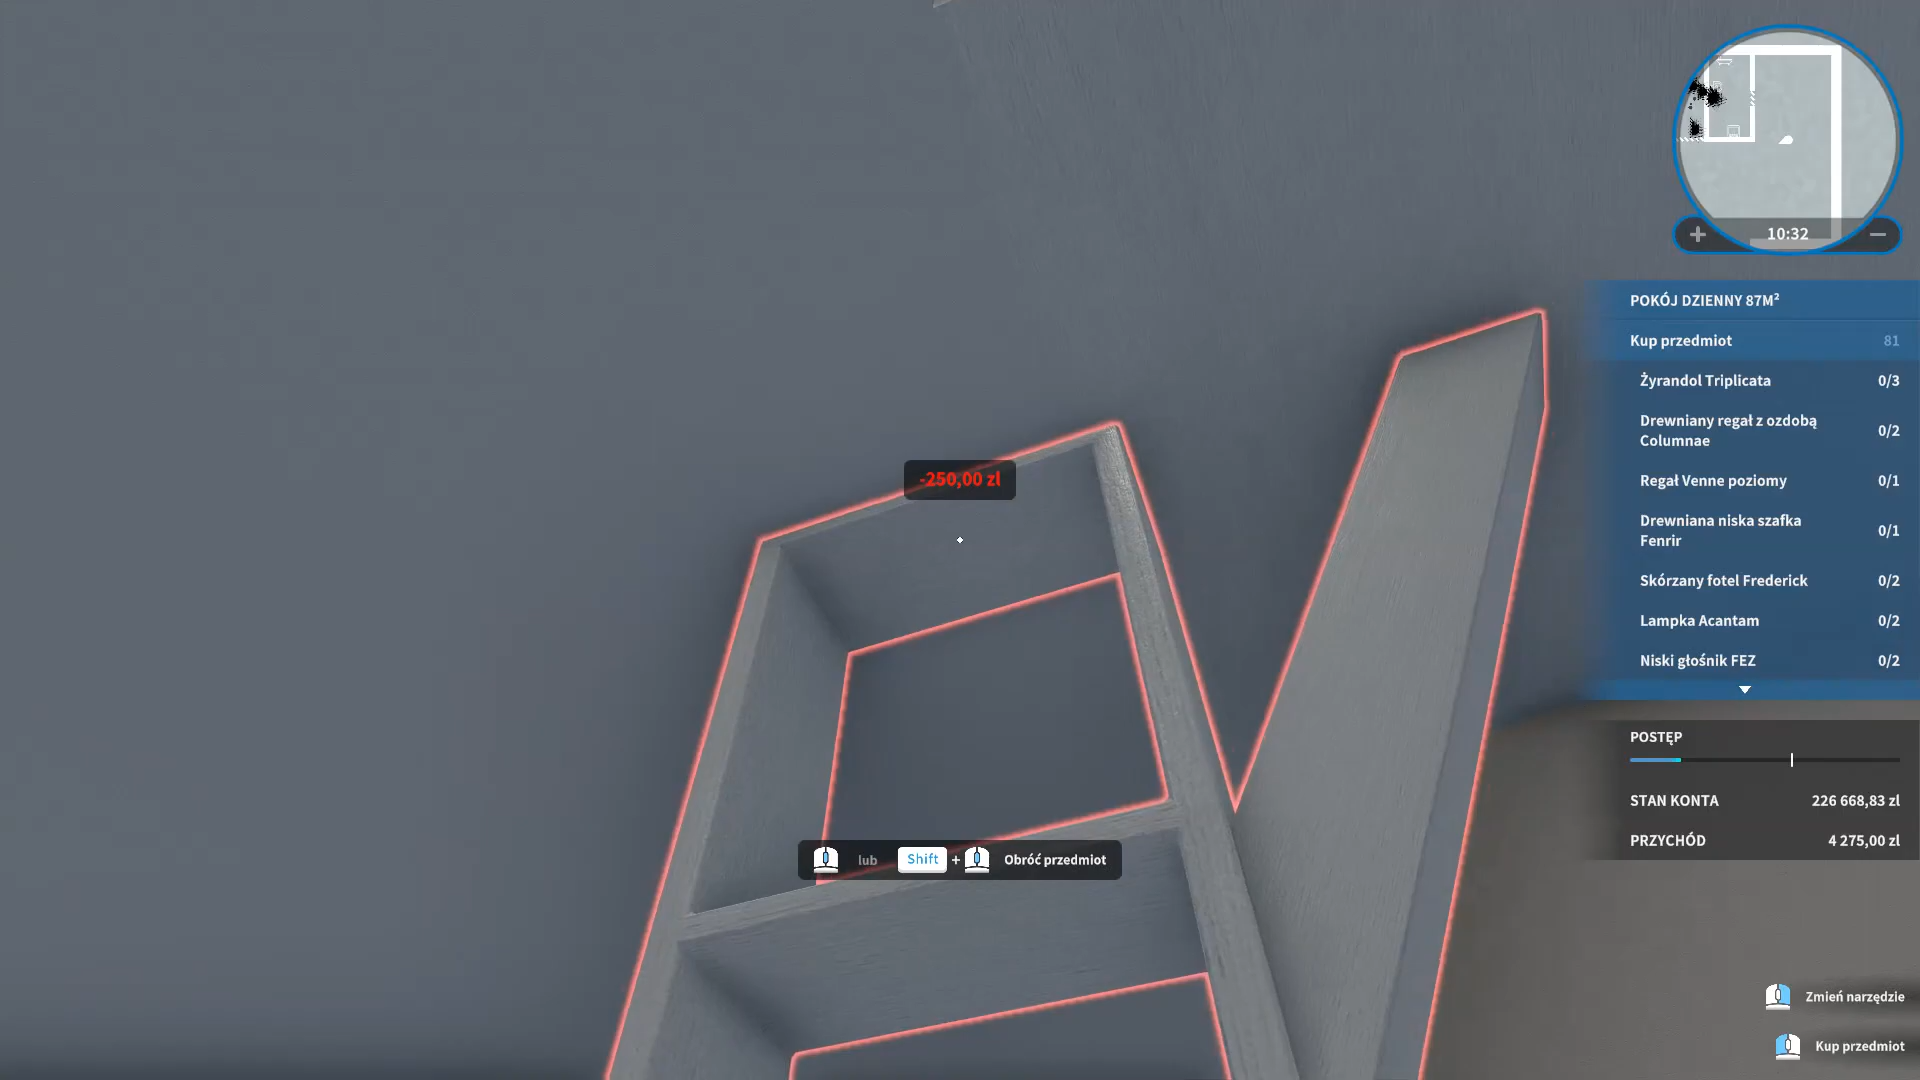 10:32
POKÓJ DZIENNY 87M²
Kup przedmiot 81
Żyrandol Triplicata 0/3
Drewniany regał z ozdobą
Columnae 0/2
Regał Venne poziomy 0/1
Drewniana niska szafka
Fenrir 0/1
Skórzany fotel Frederick 0/2
Lampka Acantam 0/2
Niski głośnik FEZ 0/2
-250,00 zl
POSTĘP
STAN KONTA 226 668,83 zl
PRZYCHÓD 4 275,00 zl
lub Shift + Obróć przedmiot
Zmień narzędzie
Kup przedmiot